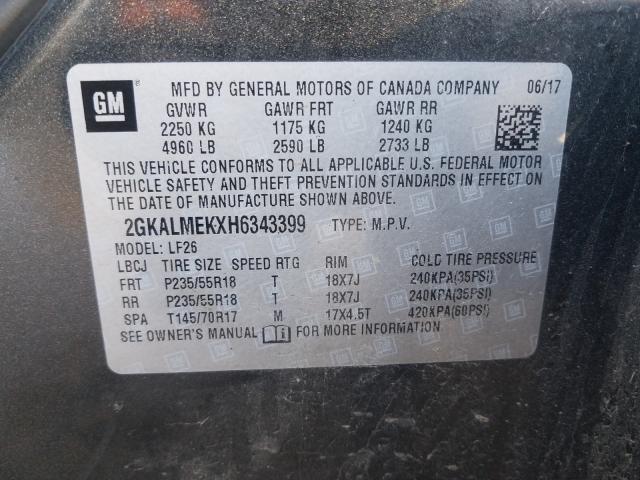 GM
MFD BY GENERAL MOTORS OF CANADA COMPANY 06/17
GVWR GAWR FRT GAWR RR
2250 KG 1175 KG 1240 KG
4960 LB 2590 LB 2733 LB
THIS VEHICLE CONFORMS TO ALL APPLICABLE U.S. FEDERAL MOTOR
VEHICLE SAFETY AND THEFT PREVENTION STANDARDS IN EFFECT ON
THE DATE OF MANUFACTURE SHOWN ABOVE.
2GKALMEKXH6343399 TYPE: M.P.V.
MODEL: LF26
LBCJ TIRE SIZE SPEED RTG RIM COLD TIRE PRESSURE
FRT P235/55R18 T 18X7J 240KPA(35PSI)
RR P235/55R18 T 18X7J 240KPA(35PSI)
SPA T145/70R17 M 17X4.5T 420KPA(60PSI)
SEE OWNER'S MANUAL FOR MORE INFORMATION